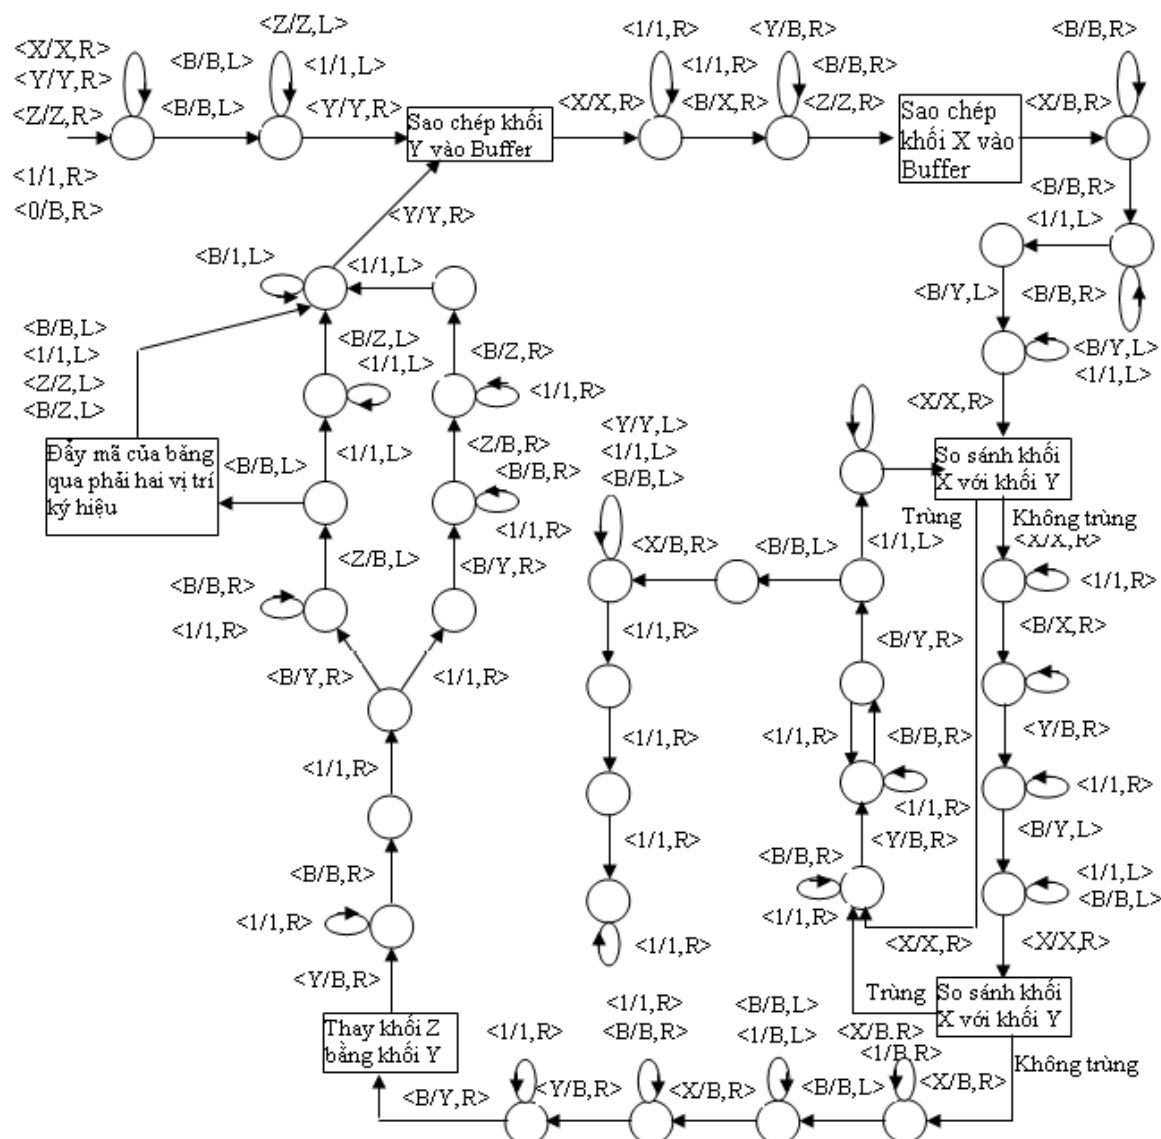 <X/X,R>
<Y/Y,R>
<Z/Z,R>
<1/1,R>
<0/B,R>
<B/B,L>
<B/B,L>
<Z/Z,L>
<1/1,L>
<Y/Y,R>
Sao chép khối
Y vào Buffer
<X/X,R>
<1/1,R>
<1/1,R>
<B/X,R>
<Y/B,R>
<B/B,R>
<Z/Z,R>
Sao chép
khối X vào
Buffer
<X/B,R>
<B/B,R>
<B/B,R>
<1/1,L>
<B/B,R>
<B/Y,L>
<B/Y,L>
<1/1,L>
<X/X,R>
<Y/Y,R>
<B/1,L>
<1/1,L>
<B/B,L>
<1/1,L>
<Z/Z,L>
<B/Z,L>
<B/Z,L>
<1/1,L>
<B/Z,R>
<1/1,R>
Đẩy mã của băng
qua phải hai vị trí
ký hiệu
<B/B,L>
<1/1,L>
<Z/B,R>
<B/B,R>
<1/1,R>
<Z/B,L>
<B/Y,R>
<B/B,R>
<1/1,R>
<B/Y,R>
<1/1,R>
<1/1,R>
<B/B,R>
<1/1,R>
<Y/B,R>
Thay khối Z
bằng khối Y
<Y/Y,L>
<1/1,L>
<B/B,L>
<X/B,R>
<B/B,L>
<1/1,L>
<1/1,R>
<1/1,R>
<1/1,R>
<1/1,R>
<B/Y,R>
<1/1,R>
<B/B,R>
<1/1,R>
<Y/B,R>
<B/B,R>
<1/1,R>
<X/X,R>
So sánh khối
X với khối Y
Trùng
Không trùng
<X/X,R>
<1/1,R>
<B/X,R>
<Y/B,R>
<1/1,R>
<B/Y,L>
<1/1,L>
<B/B,L>
<X/X,R>
So sánh khối
X với khối Y
Trùng
Không trùng
<X/B,R>
<X/B,R>
<1/B,R>
<B/B,L>
<B/B,L>
<1/B,L>
<X/B,R>
<1/1,R>
<B/B,R>
<Y/B,R>
<1/1,R>
<B/Y,R>